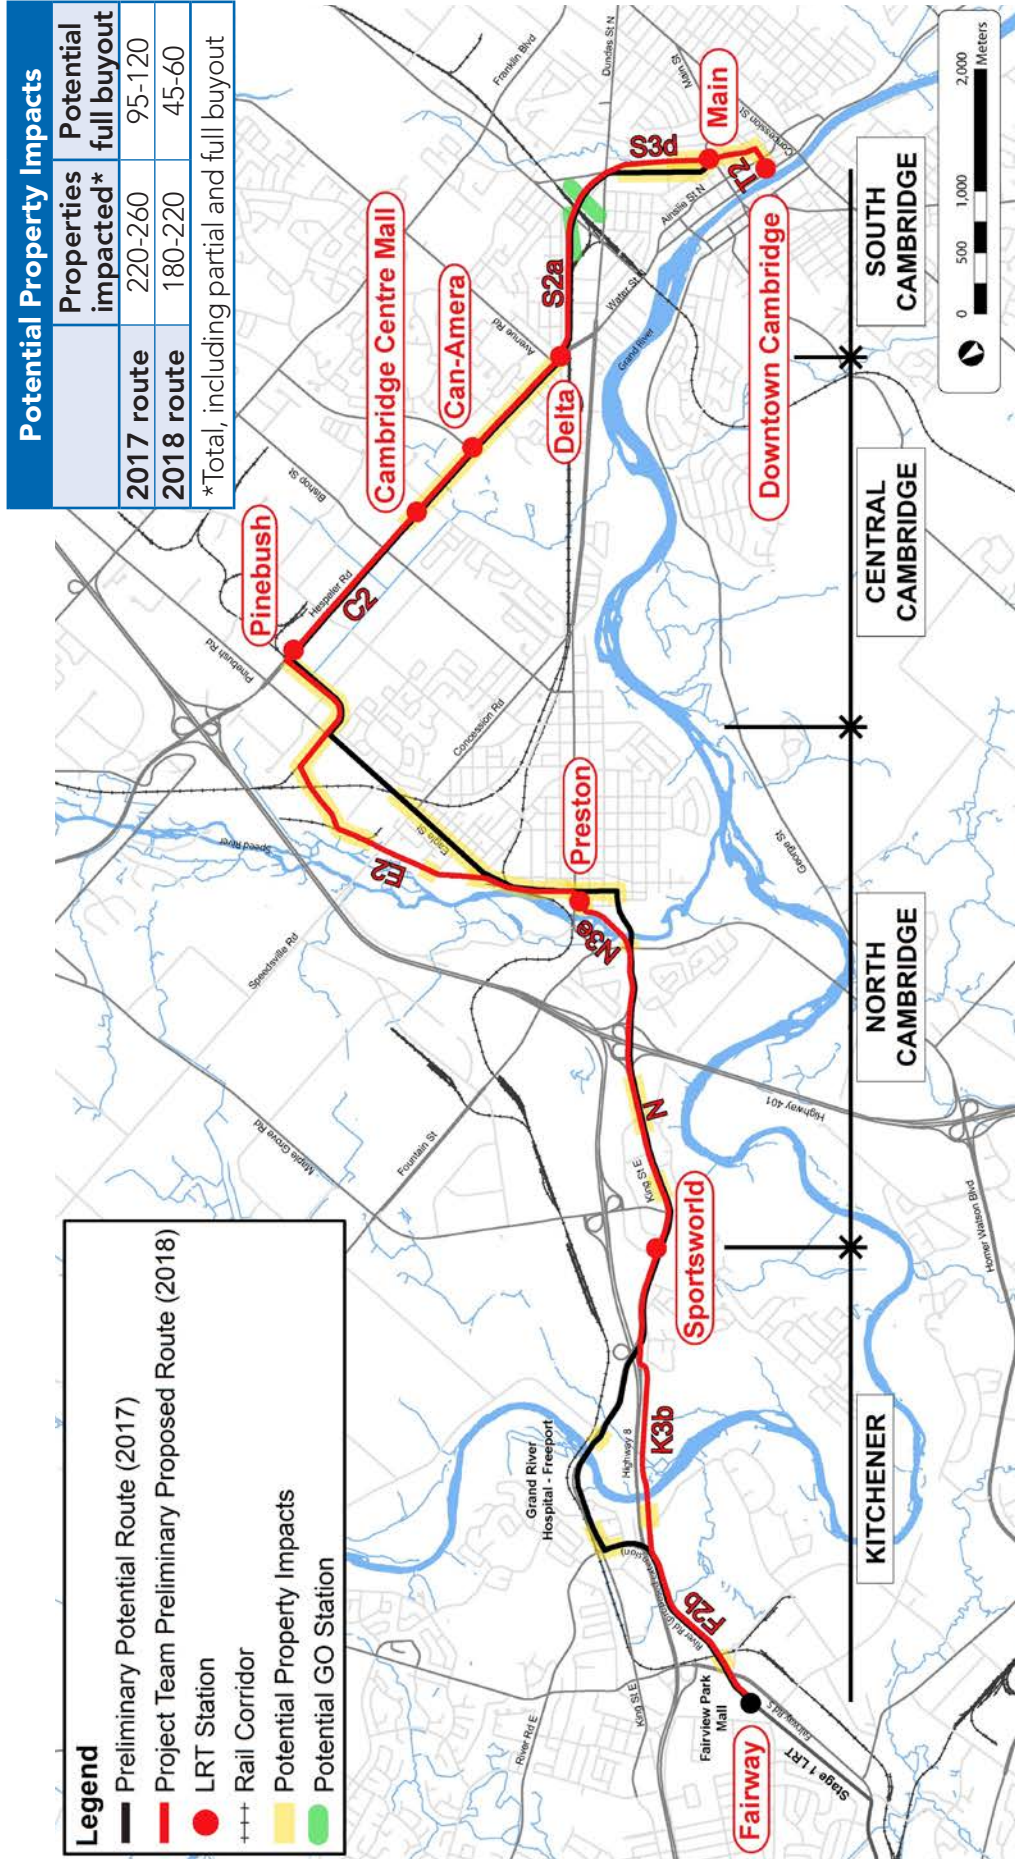 Potential Property Impacts
Properties impacted* Potential full buyout
2017 route 220-260 95-120
2018 route 180-220 45-60
*Total, including partial and full buyout
Legend
Preliminary Potential Route (2017)
Project Team Preliminary Proposed Route (2018)
LRT Station
Rail Corridor
Potential Property Impacts
Potential GO Station
Fairway
Fairview Park
Mall
Stage 1 LRT
Fairway Rd S
F2b
King St E
River Rd E
Highway 8
Grand River
Hospital - Freeport
K3b
Sportsworld
King St E
N
Highway 401
Homer Watson Blvd
Maple Grove Rd
Fountain St
Speedsville Rd
N3e
Preston
George St
Speed River
E2
Eagle St
Concession Rd
Pinebush Rd
Pinebush
Hespeler Rd
C2
Bishop St
Cambridge Centre Mall
Can-Amera
Avenue Rd
Delta
S2a
Water St N
Grand River
Ainslie St N
Franklin Blvd
Dundas St N
Main St
Concession St
S3d
Main
T2
Downtown Cambridge
KITCHENER
NORTH
CAMBRIDGE
CENTRAL
CAMBRIDGE
SOUTH
CAMBRIDGE
0 500 1,000 2,000
Meters